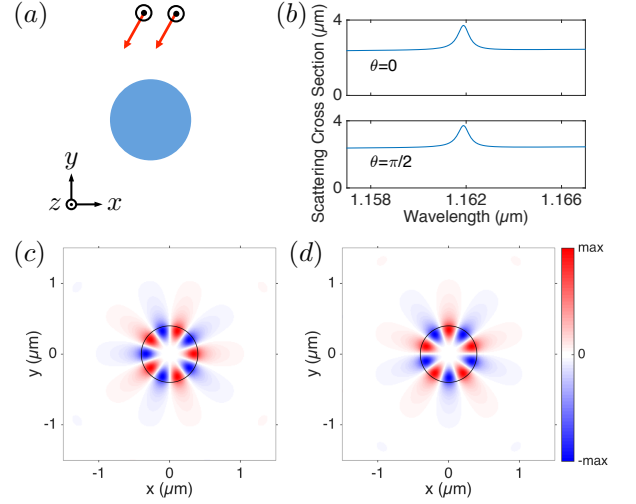 (a)
y
z
x
(b)
Scattering Cross Section (µm)
4
0
θ=0
4
0
θ=π/2
1.158
1.162
1.166
Wavelength (µm)
(c)
y (µm)
1
0
-1
-1
0
1
x (µm)
(d)
y (µm)
1
0
-1
-1
0
1
x (µm)
max
0
-max